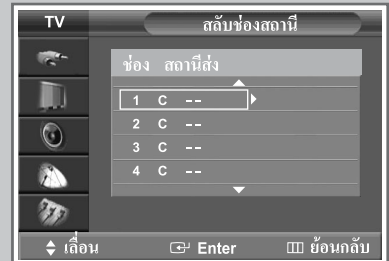 TV สลับช่องสถานี
ช่อง สถานีส่ง
1 C --
2 C --
3 C --
4 C --
เลื่อน Enter ย้อนกลับ